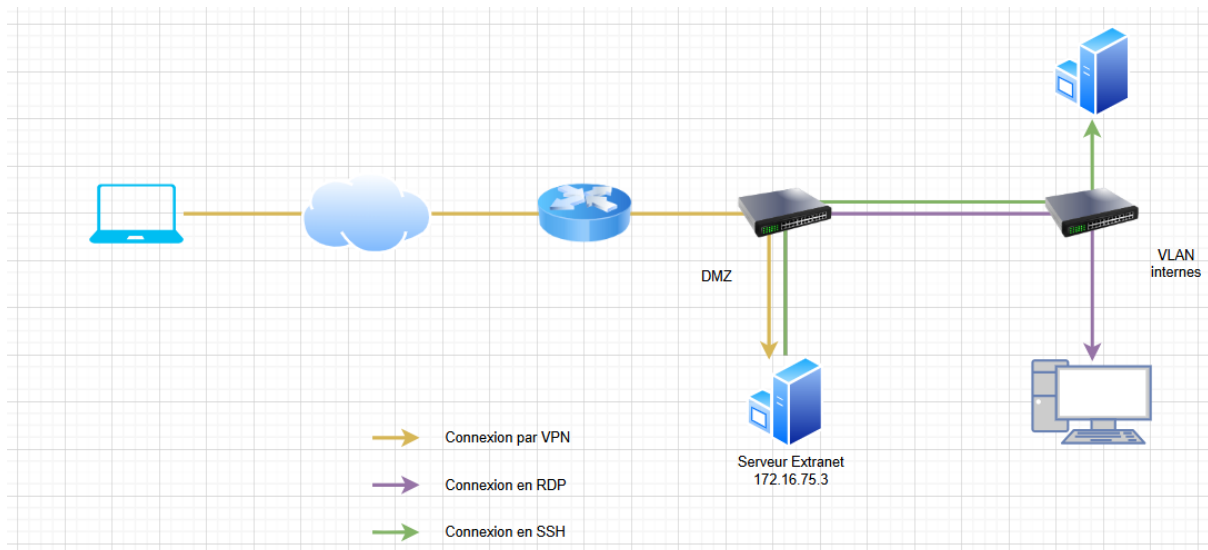 VLAN
internes
DMZ
Connexion par VPN
Serveur Extranet
172.16.75.3
Connexion en RDP
Connexion en SSH